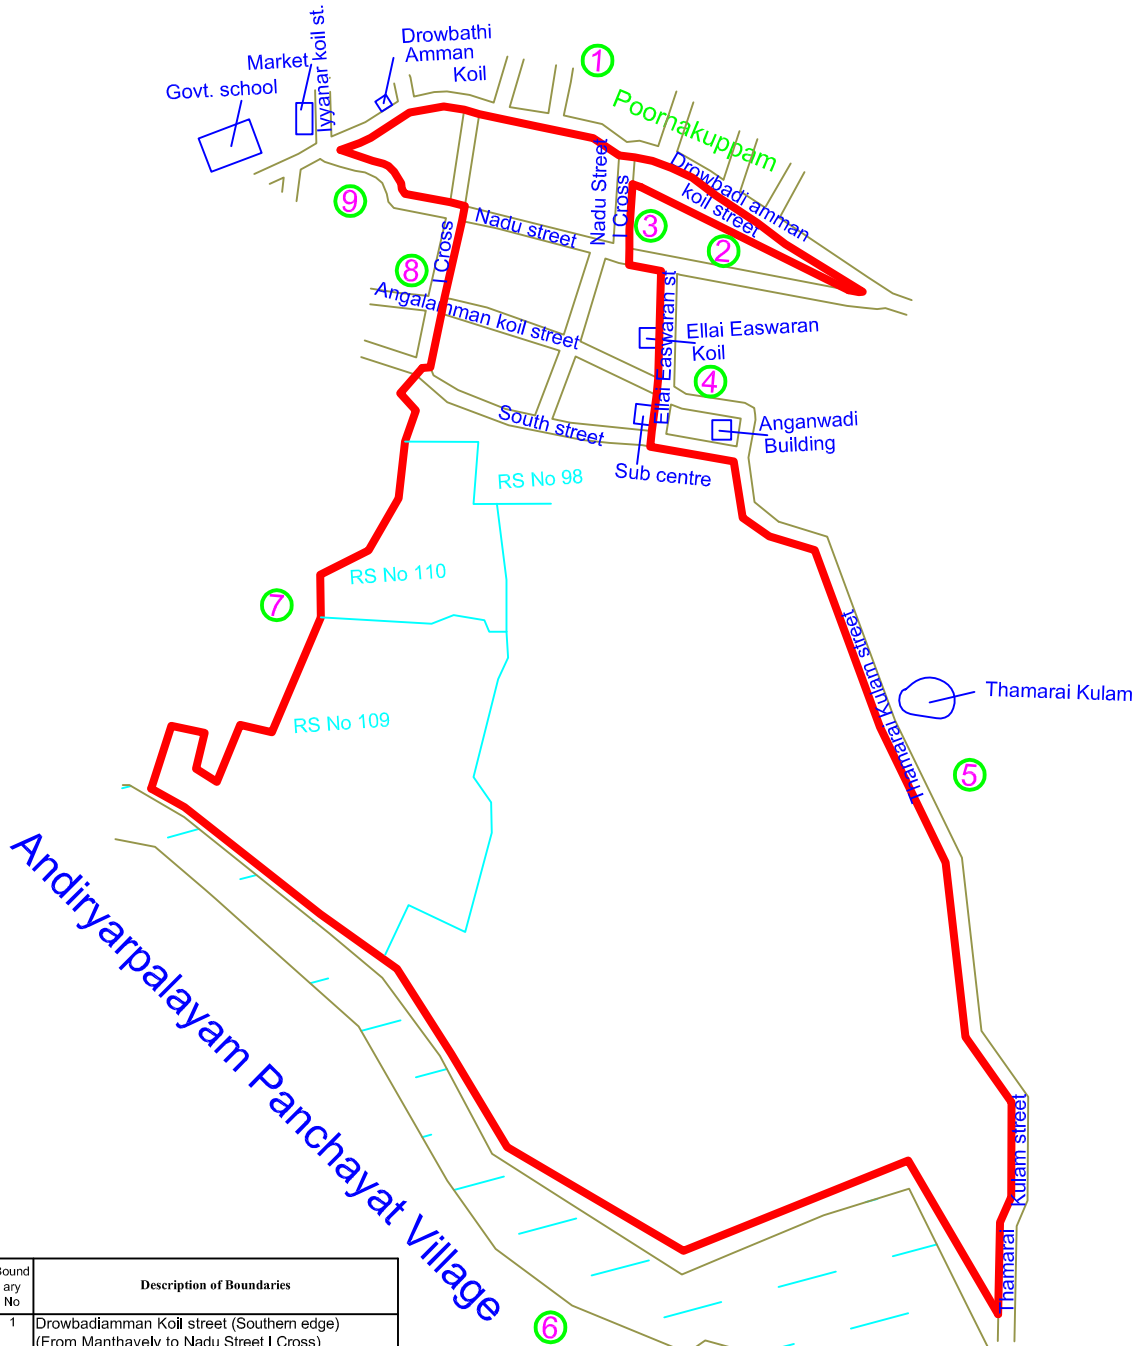 Iyyanar koil st.
Drowbathi
Amman
Koil
Market
Govt. school
1
Poornakuppam
Drowbadi amman
koil street
Nadu Street
I Cross
3
2
9
Nadu street
8
I Cross
Angalamman koil street
Ellai Easwaran st
Ellai Easwaran
Koil
4
South street
Anganwadi
Building
Sub centre
RS No 98
RS No 110
7
Thamarai Kulam street
Thamarai Kulam
RS No 109
5
Andiryarpalayam Panchayat Village
Kulam street
Thamarai
6
Bound
ary
No
Description of Boundaries
1
Drowbadiamman Koil street (Southern edge)
(From Manthavely to Nadu Street I Cross)